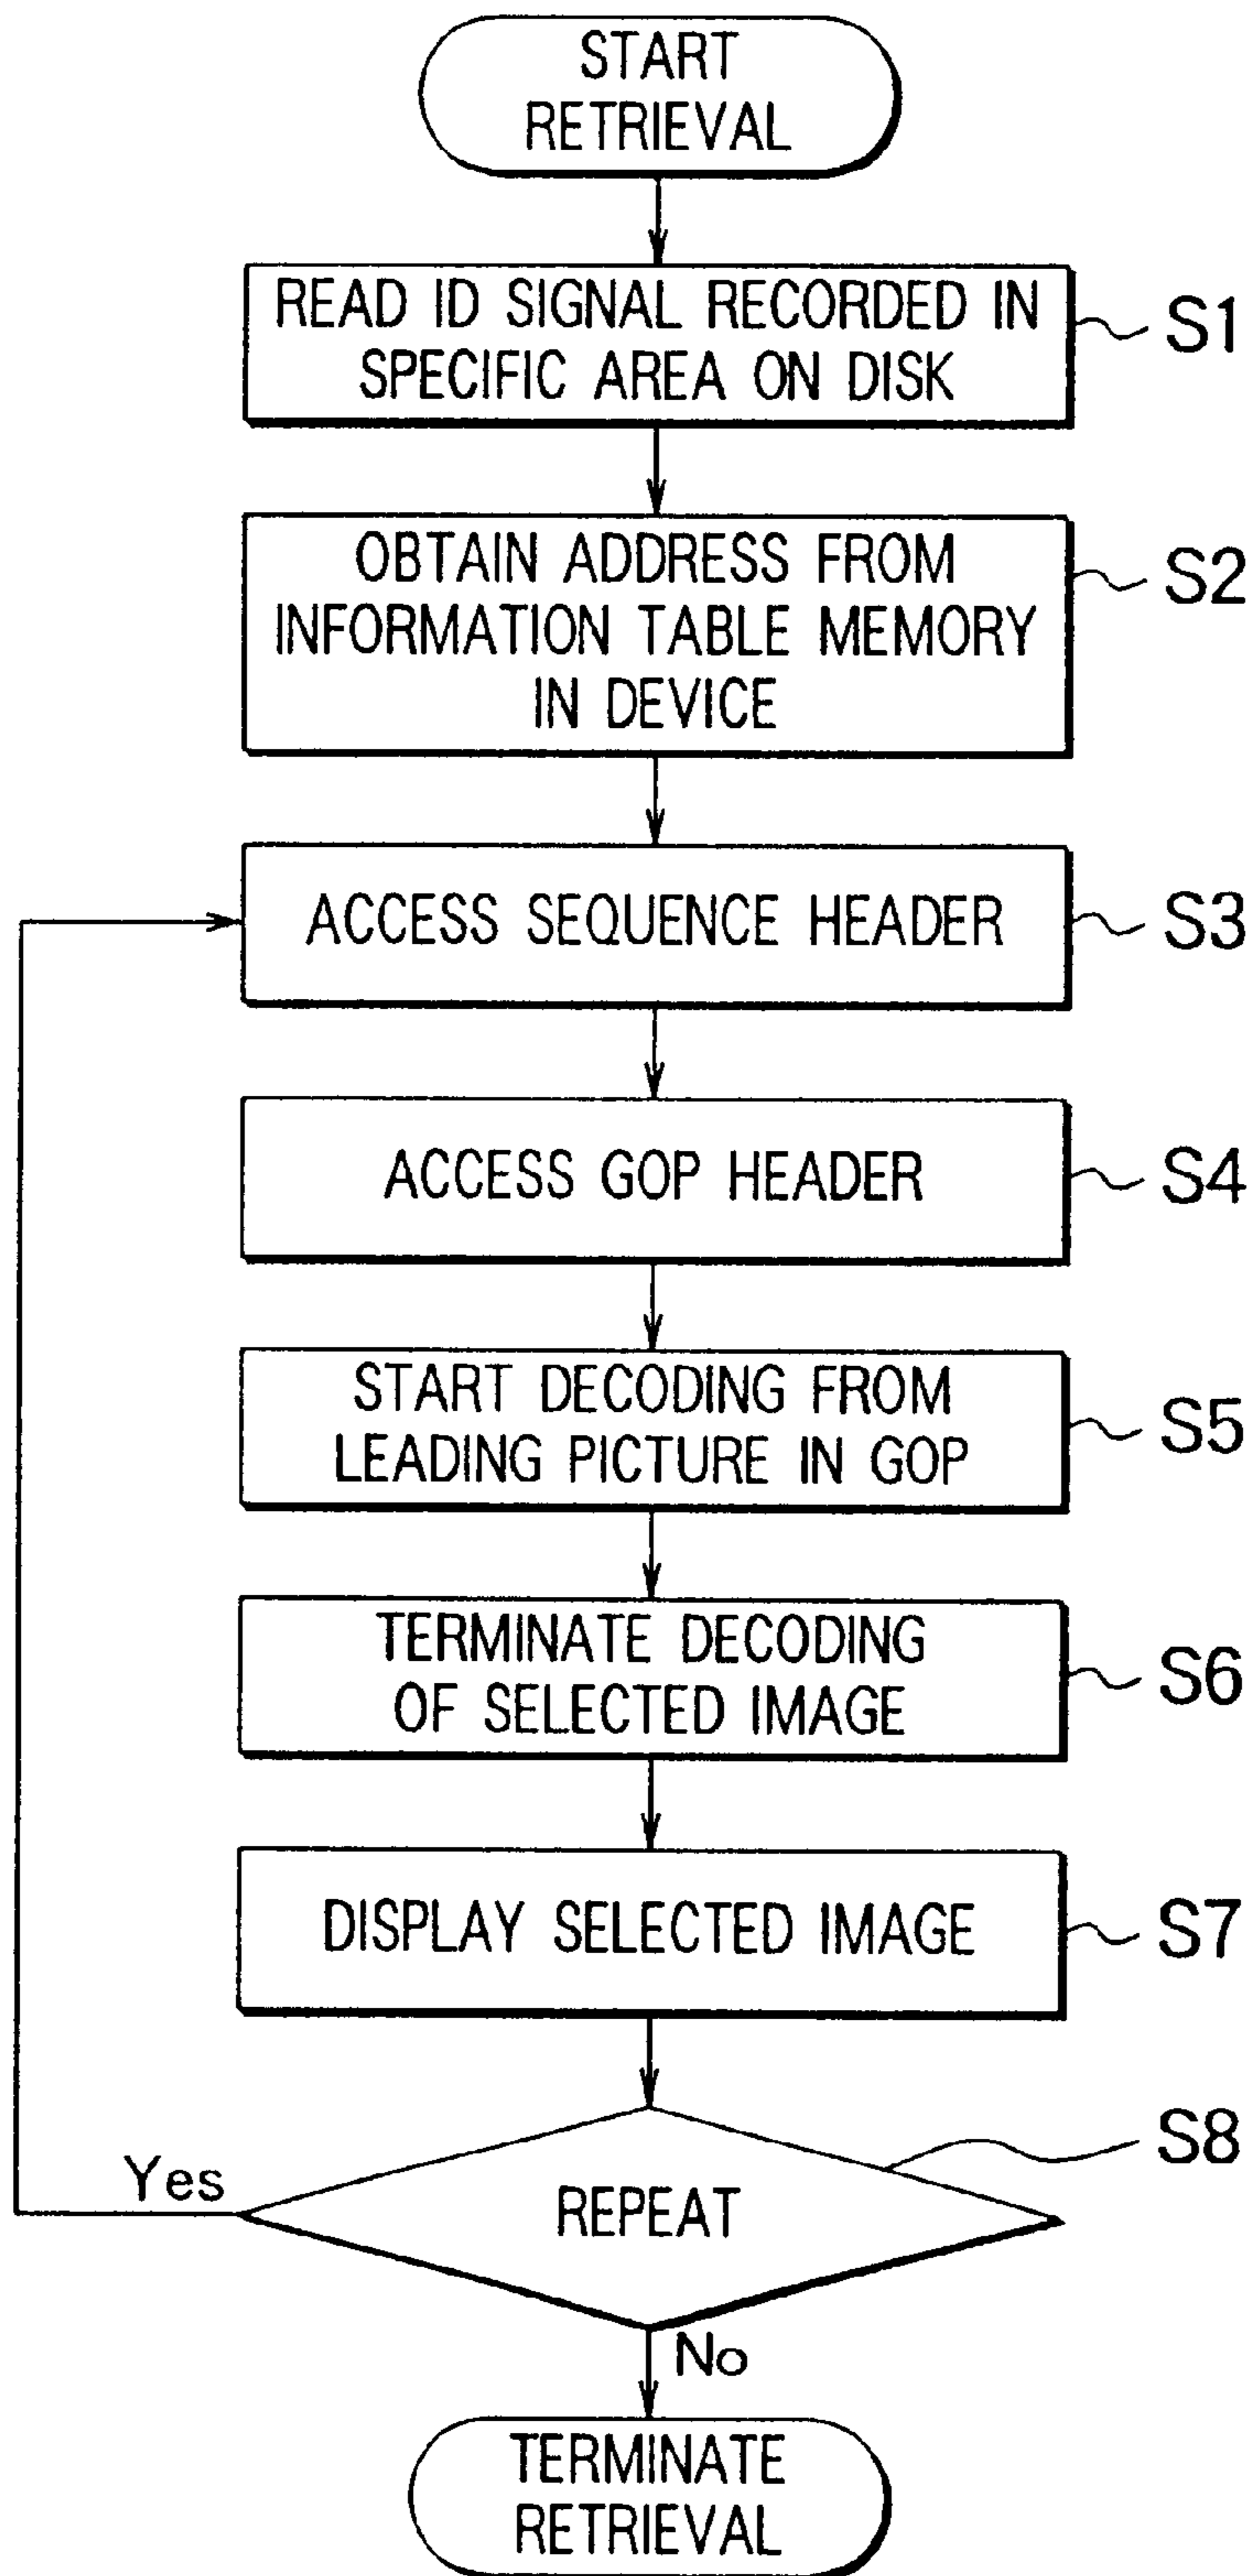 START
RETRIEVAL
READ ID SIGNAL RECORDED IN
SPECIFIC AREA ON DISK
S1
OBTAIN ADDRESS FROM
INFORMATION TABLE MEMORY
IN DEVICE
S2
ACCESS SEQUENCE HEADER
S3
ACCESS GOP HEADER
S4
START DECODING FROM
LEADING PICTURE IN GOP
S5
TERMINATE DECODING
OF SELECTED IMAGE
S6
DISPLAY SELECTED IMAGE
S7
S8
Yes
REPEAT
No
TERMINATE
RETRIEVAL